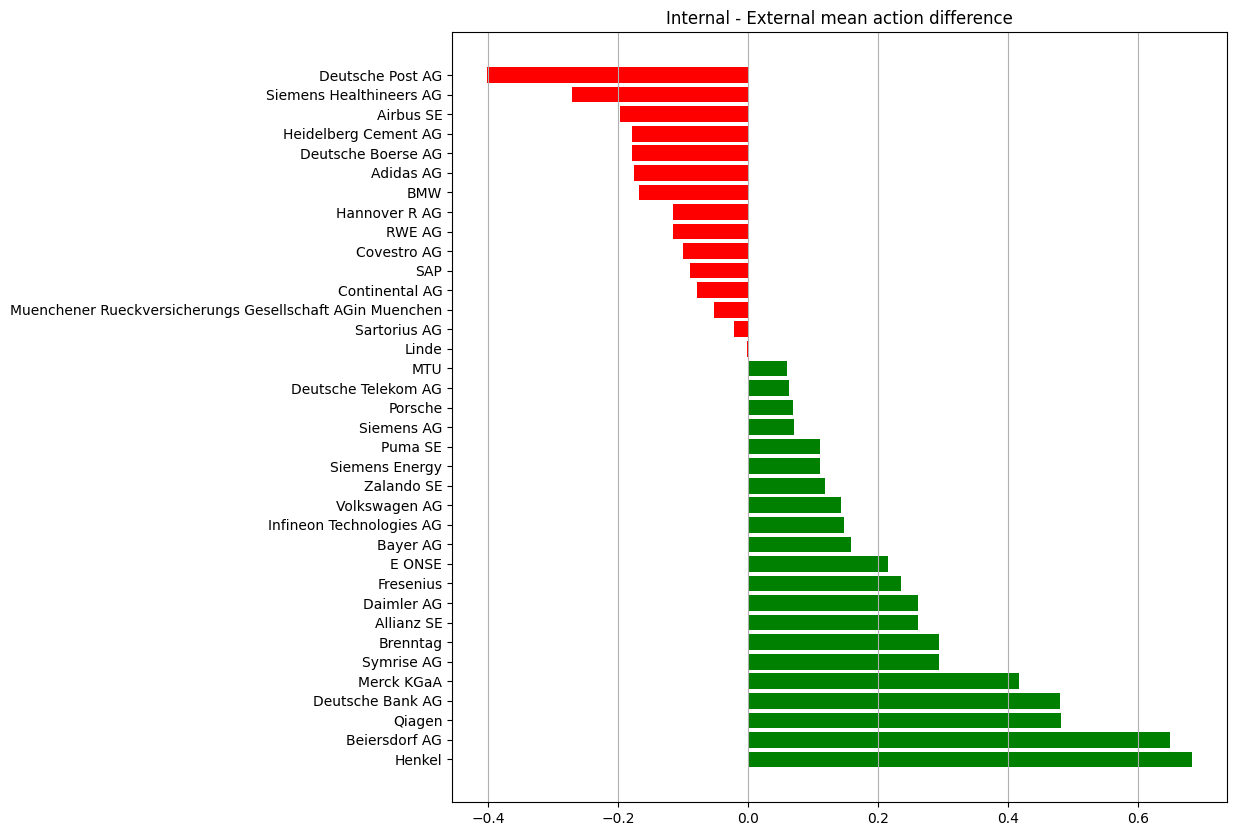 Internal - External mean action difference
Deutsche Post AG
Siemens Healthineers AG
Airbus SE
Heidelberg Cement AG
Deutsche Boerse AG
Adidas AG
BMW
Hannover R AG
RWE AG
Covestro AG
SAP
Continental AG
Muenchener Rueckversicherungs Gesellschaft AGin Muenchen
Sartorius AG
Linde
MTU
Deutsche Telekom AG
Porsche
Siemens AG
Puma SE
Siemens Energy
Zalando SE
Volkswagen AG
Infineon Technologies AG
Bayer AG
E ONSE
Fresenius
Daimler AG
Allianz SE
Brenntag
Symrise AG
Merck KGaA
Deutsche Bank AG
Qiagen
Beiersdorf AG
Henkel
−0.4 −0.2 0.0 0.2 0.4 0.6